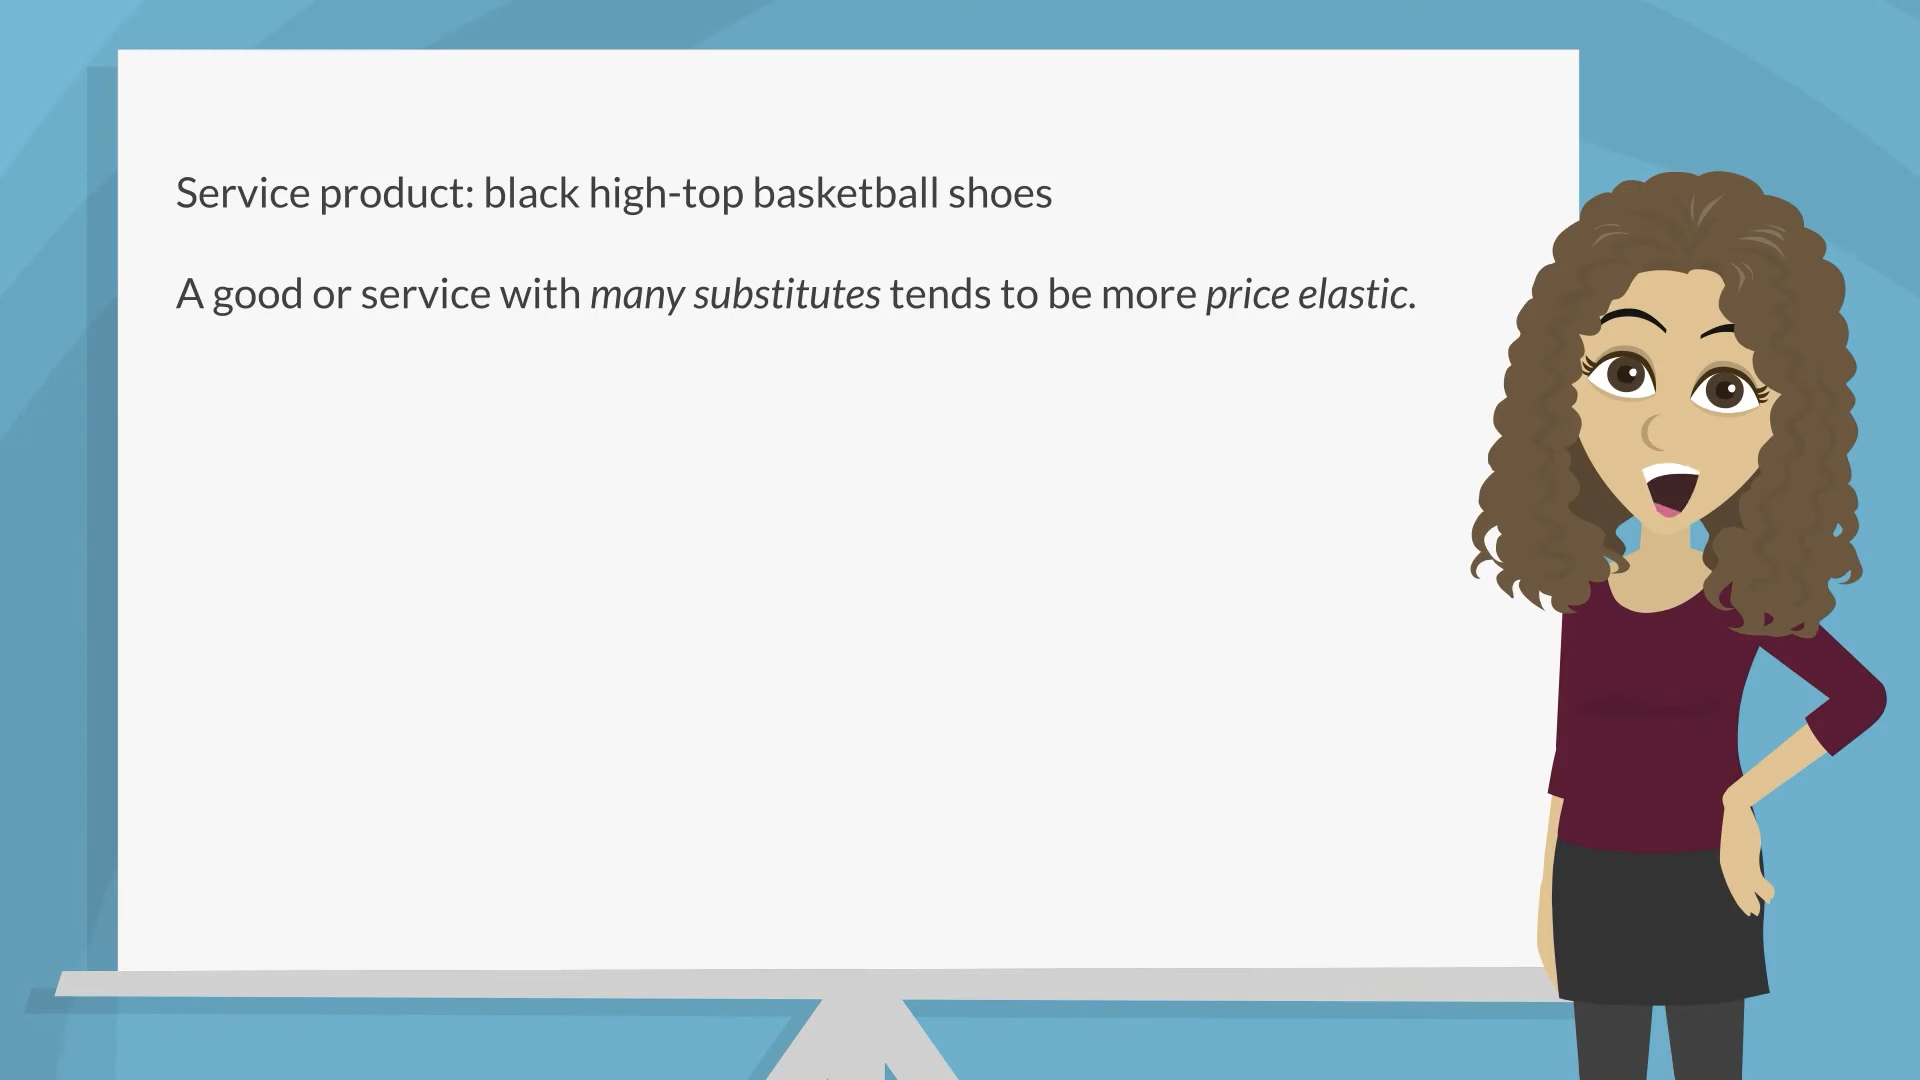 Service product: black high-top basketball shoes
A good or service with many substitutes tends to be more price elastic.